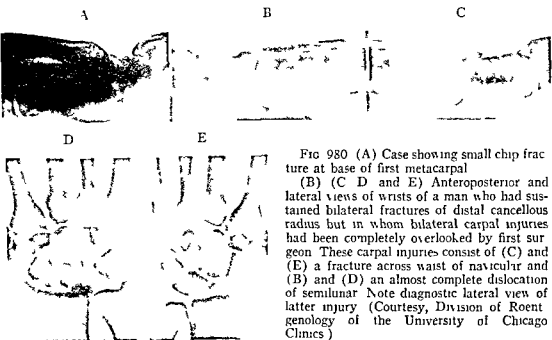 A B C
D E
FIG 980 (A) Case showing small chip frac
ture at base of first metacarpal
(B) (C D and E) Anteroposterior and
lateral views of wrists of a man who had sus-
tained bilateral fractures of distal cancellous
radius but in whom bilateral carpal injuries
had been completely overlooked by first sur
geon These carpal injuries consist of (C) and
(E) a fracture across waist of navicular and
(B) and (D) an almost complete dislocation
of semilunar Note diagnostic lateral view of
latter injury (Courtesy, Division of Roent
genology of the University of Chicago
Clinics)